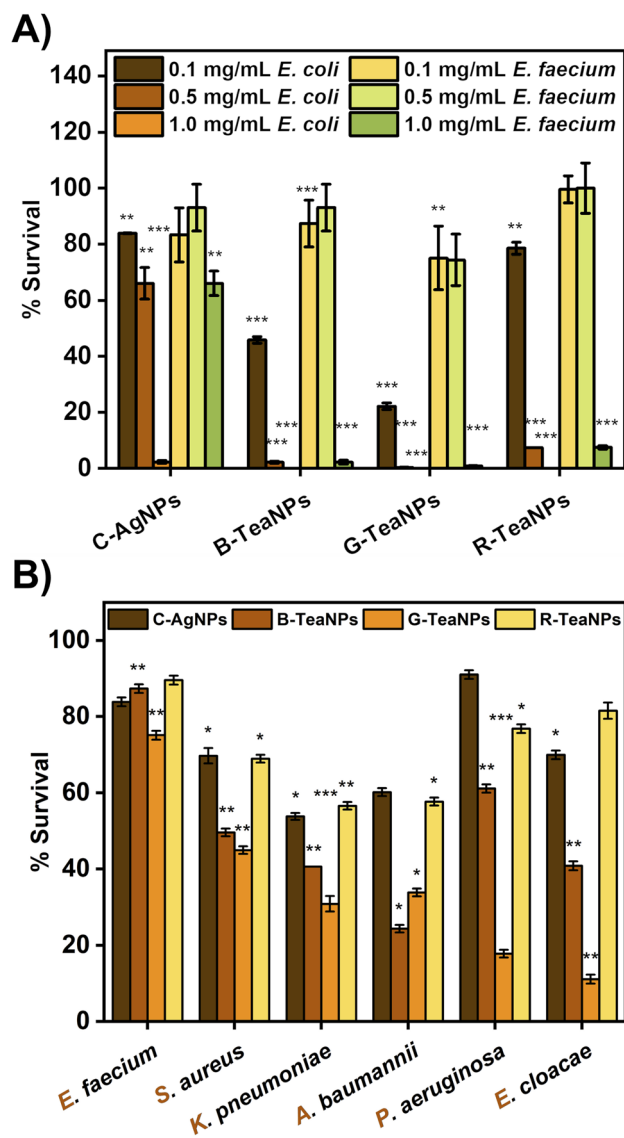 A)
0.1 mg/mL E. coli 0.1 mg/mL E. faecium
0.5 mg/mL E. coli 0.5 mg/mL E. faecium
1.0 mg/mL E. coli 1.0 mg/mL E. faecium
% Survival
140
120
100
80
60
40
20
0
** ** *** **
*** *** *** *** ***
*** *** *** ** ***
** *** *** ***
C-AgNPs B-TeaNPs G-TeaNPs R-TeaNPs
B)
C-AgNPs B-TeaNPs G-TeaNPs R-TeaNPs
% Survival
100
80
60
40
20
0
** **
* ** ** *
* ** *** **
* * *
** *** *
* ** **
E. faecium S. aureus K. pneumoniae A. baumannii P. aeruginosa E. cloacae